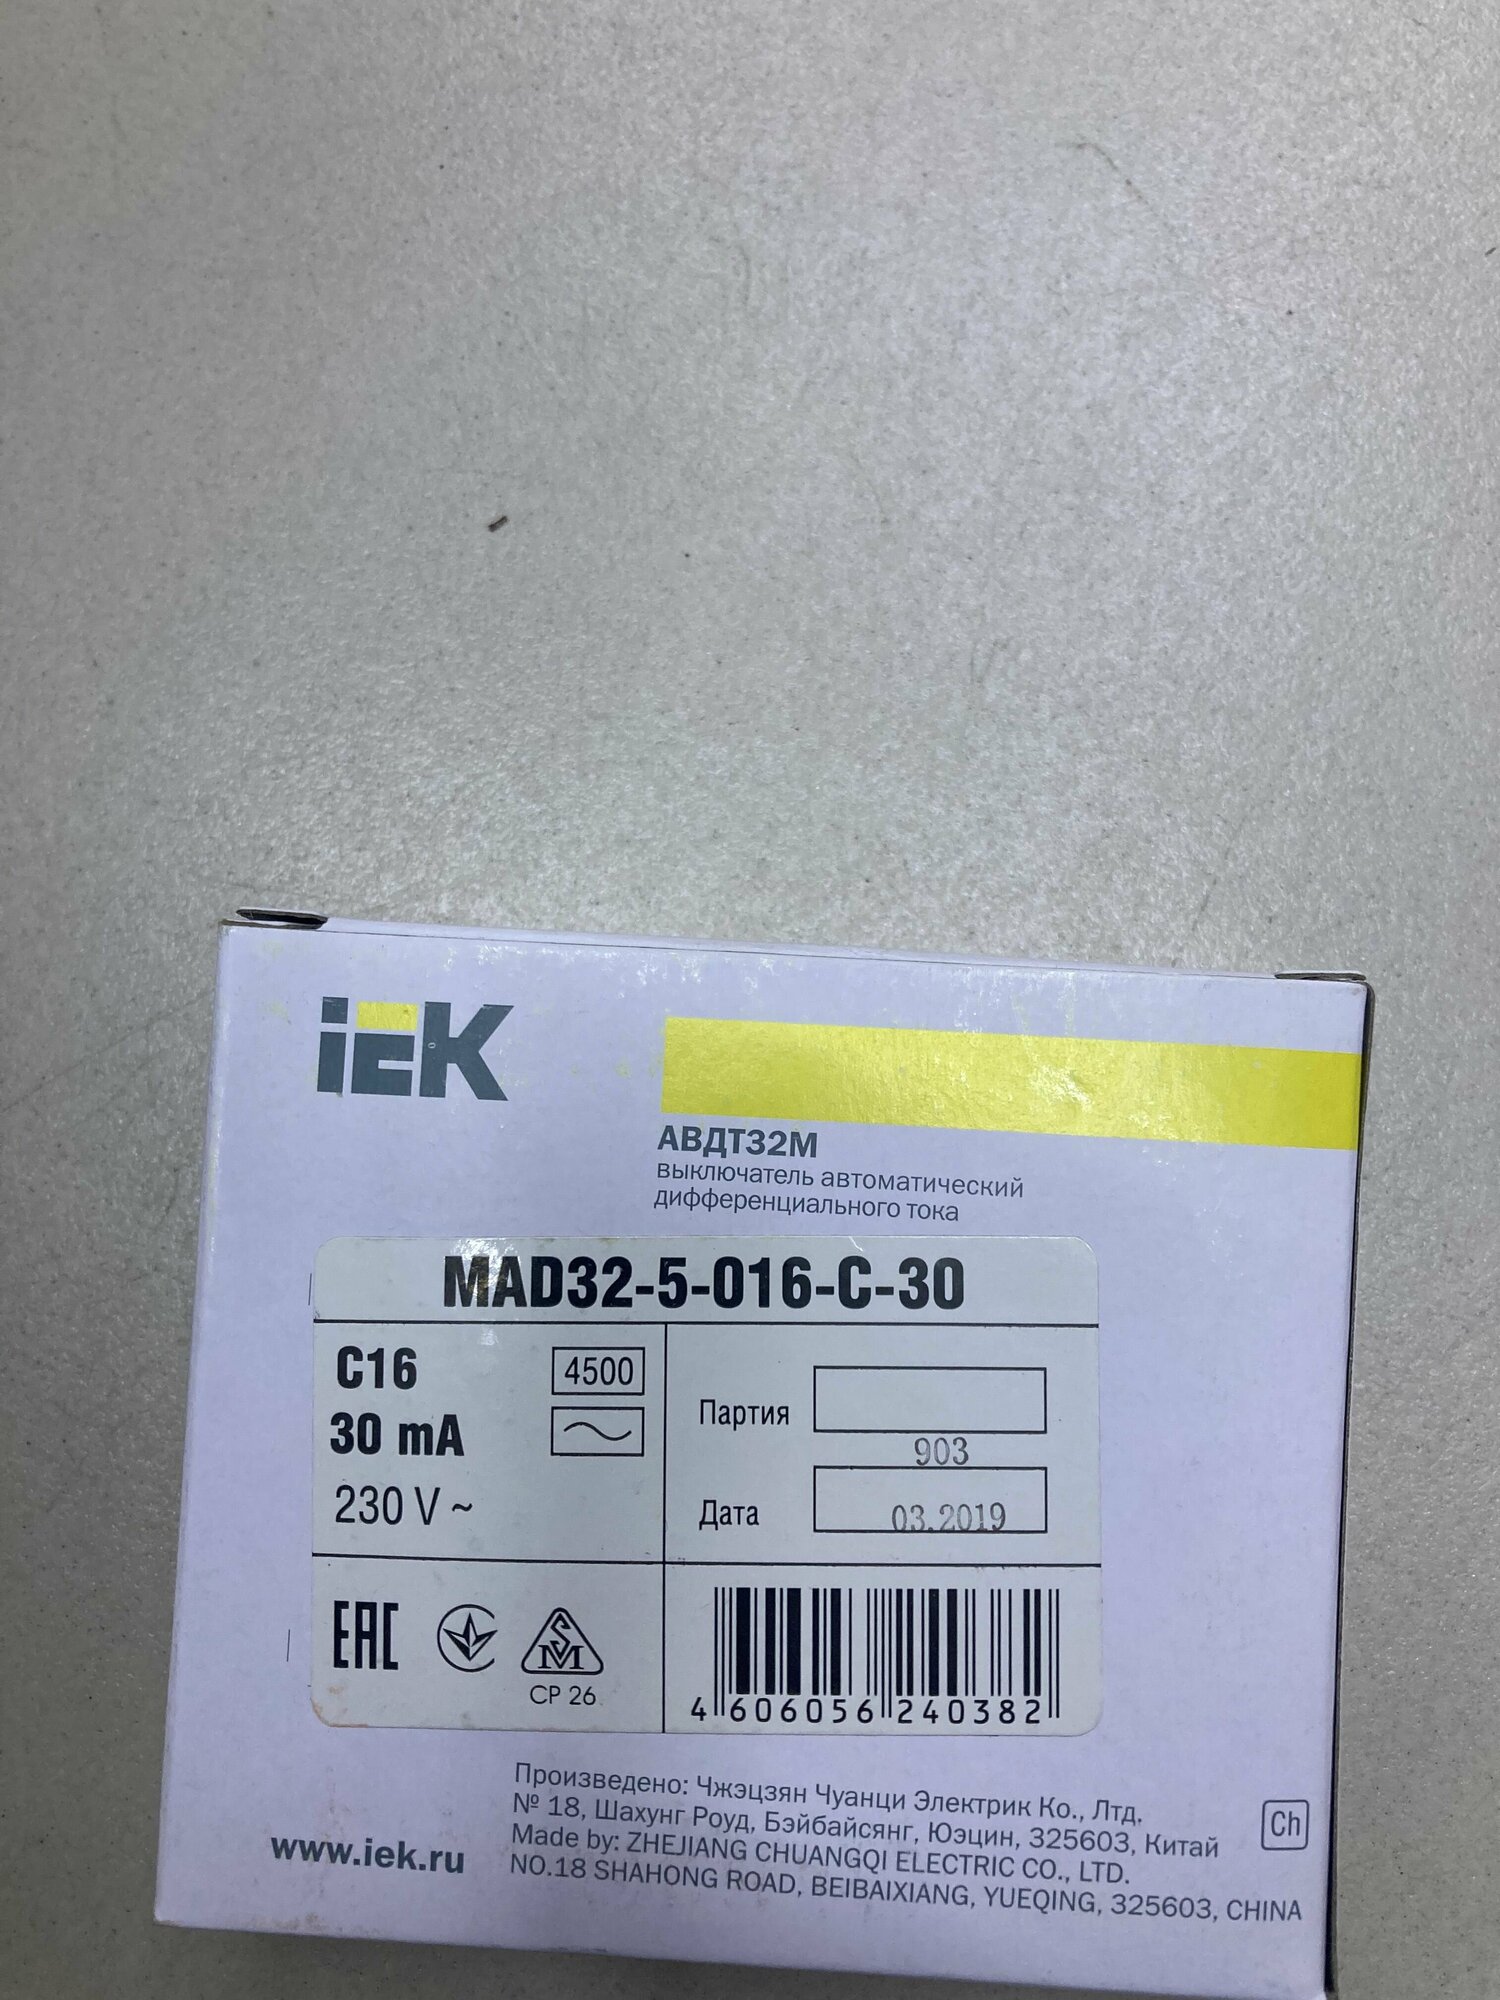 iEK
АВДТ32М
выключатель автоматический
дифференциального тока
MAD32-5-016-C-30
C16
4500
30 mA
230 V ~
Партия
903
Дата
03.2019
EAC
SM
CP 26
4 606056 240382
Произведено: Чжэцзян Чуанци Электрик Ко., Лтд.
№ 18, Шахунг Роуд, Бэйбайсянг, Юэцин, 325603, Китай
Made by: ZHEJIANG CHUANGQI ELECTRIC CO., LTD.
NO.18 SHAHONG ROAD, BEIBAIXIANG, YUEQING, 325603, CHINA
www.iek.ru
Ch